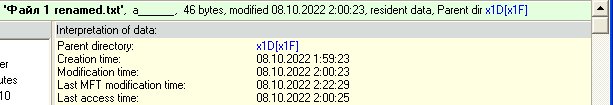 'Файл 1 renamed.txt', a______, 46 bytes, modified 08.10.2022 2:00:23, resident data, Parent dir x1D[x1F]
Interpretation of data:
Parent directory: x1D[x1F]
Creation time: 08.10.2022 1:59:23
Modification time: 08.10.2022 2:00:23
Last MFT modification time: 08.10.2022 2:22:29
Last access time: 08.10.2022 2:00:25
er
utes
10